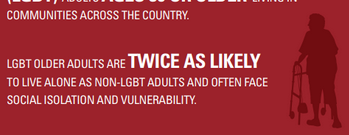 COMMUNITIES ACROSS THE COUNTRY.
LGBT OLDER ADULTS ARE TWICE AS LIKELY
TO LIVE ALONE AS NON-LGBT ADULTS AND OFTEN FACE
SOCIAL ISOLATION AND VULNERABILITY.